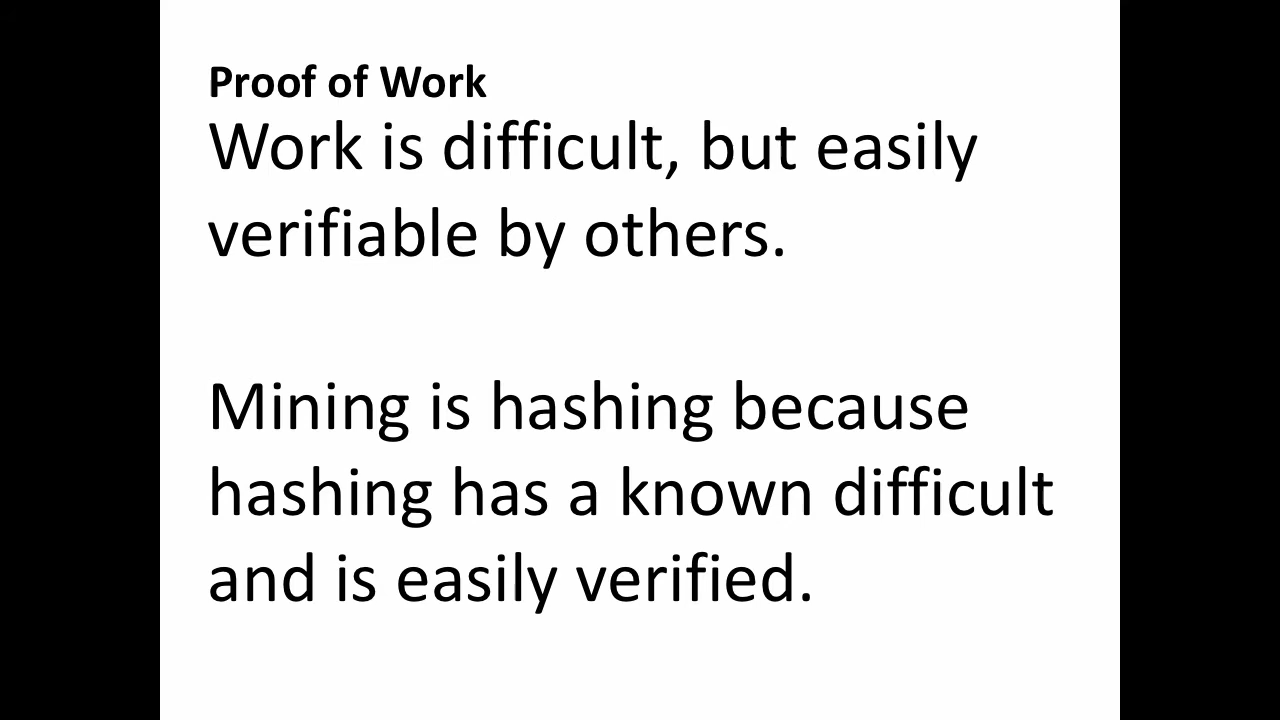 Proof of Work
Work is difficult, but easily
verifiable by others.
Mining is hashing because
hashing has a known difficult
and is easily verified.